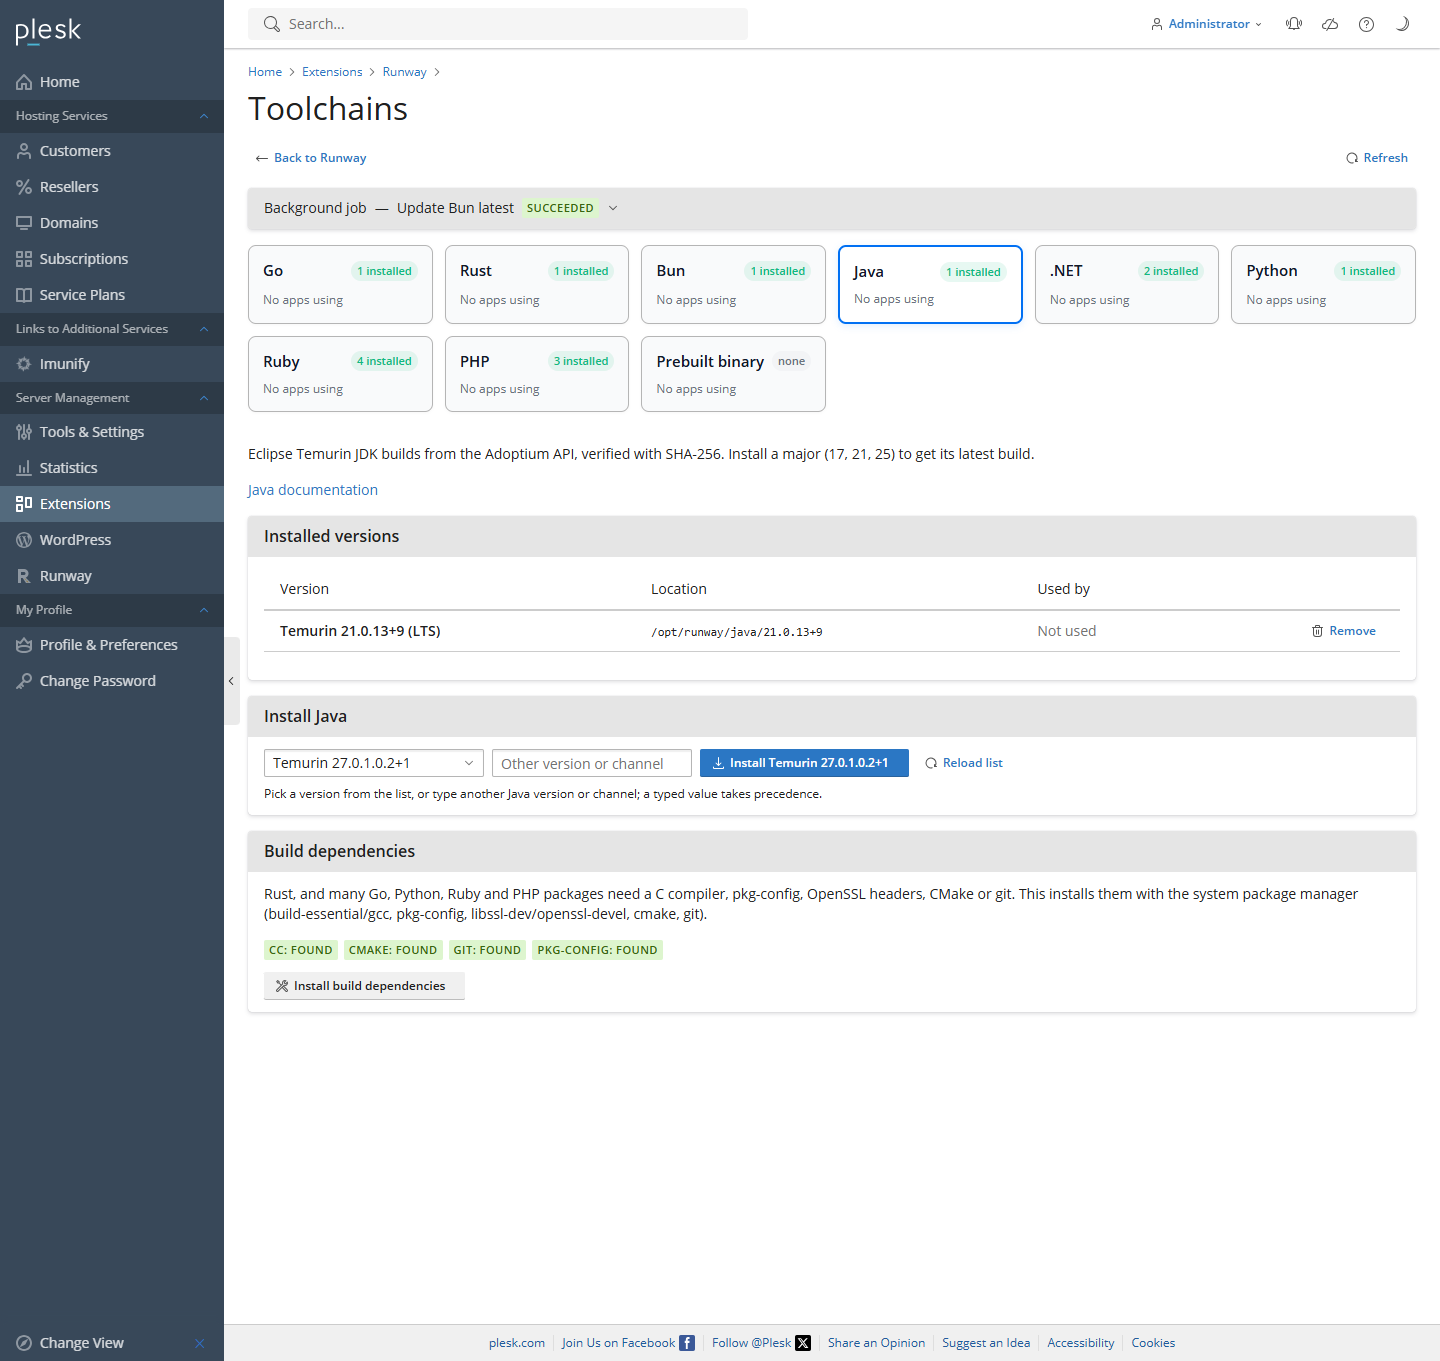 plesk
Search...
Administrator
Home
Hosting Services
Customers
Resellers
Domains
Subscriptions
Service Plans
Links to Additional Services
Imunify
Server Management
Tools & Settings
Statistics
Extensions
WordPress
Runway
My Profile
Profile & Preferences
Change Password
Change View
Home > Extensions > Runway >
Toolchains
← Back to Runway
Refresh
Background job — Update Bun latest SUCCEEDED
Go 1 installed
No apps using
Rust 1 installed
No apps using
Bun 1 installed
No apps using
Java 1 installed
No apps using
.NET 2 installed
No apps using
Python 1 installed
No apps using
Ruby 4 installed
No apps using
PHP 3 installed
No apps using
Prebuilt binary none
No apps using
Eclipse Temurin JDK builds from the Adoptium API, verified with SHA-256. Install a major (17, 21, 25) to get its latest build.
Java documentation
Installed versions
Version Location Used by
Temurin 21.0.13+9 (LTS) /opt/runway/java/21.0.13+9 Not used Remove
Install Java
Temurin 27.0.1.0.2+1 Other version or channel Install Temurin 27.0.1.0.2+1 Reload list
Pick a version from the list, or type another Java version or channel; a typed value takes precedence.
Build dependencies
Rust, and many Go, Python, Ruby and PHP packages need a C compiler, pkg-config, OpenSSL headers, CMake or git. This installs them with the system package manager
(build-essential/gcc, pkg-config, libssl-dev/openssl-devel, cmake, git).
CC: FOUND CMAKE: FOUND GIT: FOUND PKG-CONFIG: FOUND
Install build dependencies
plesk.com Join Us on Facebook Follow @Plesk Share an Opinion Suggest an Idea Accessibility Cookies